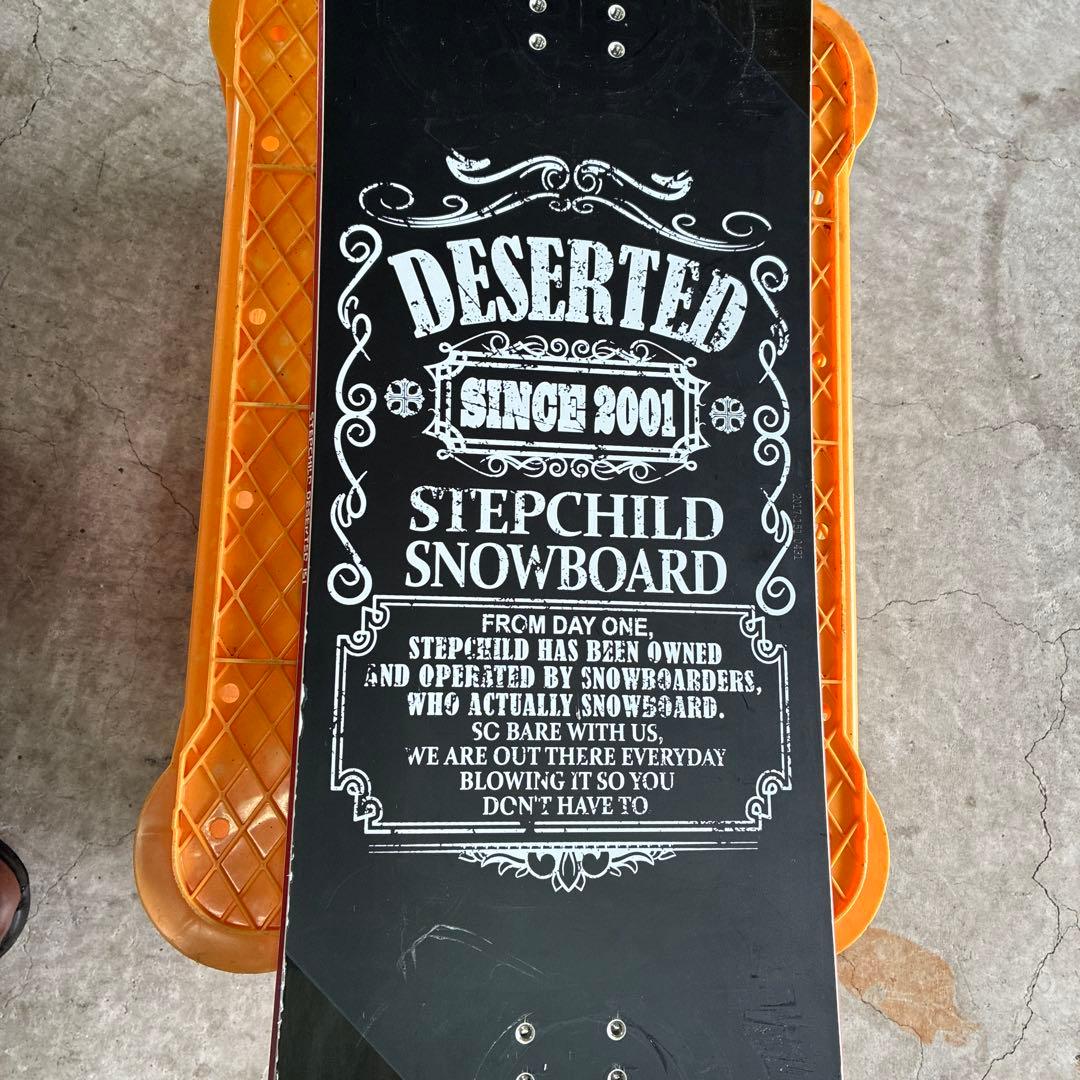 DESERTED
SINCE 2001
STEPCHILD
SNOWBOARD
FROM DAY ONE,
STEPCHILD HAS BEEN OWNED
AND OPERATED BY SNOWBOARDERS,
WHO ACTUALLY SNOWBOARD.
SO BARE WITH US,
WE ARE OUT THERE EVERYDAY
BLOWING IT SO YOU
DON'T HAVE TO
STEPCHILD DESERTED 151